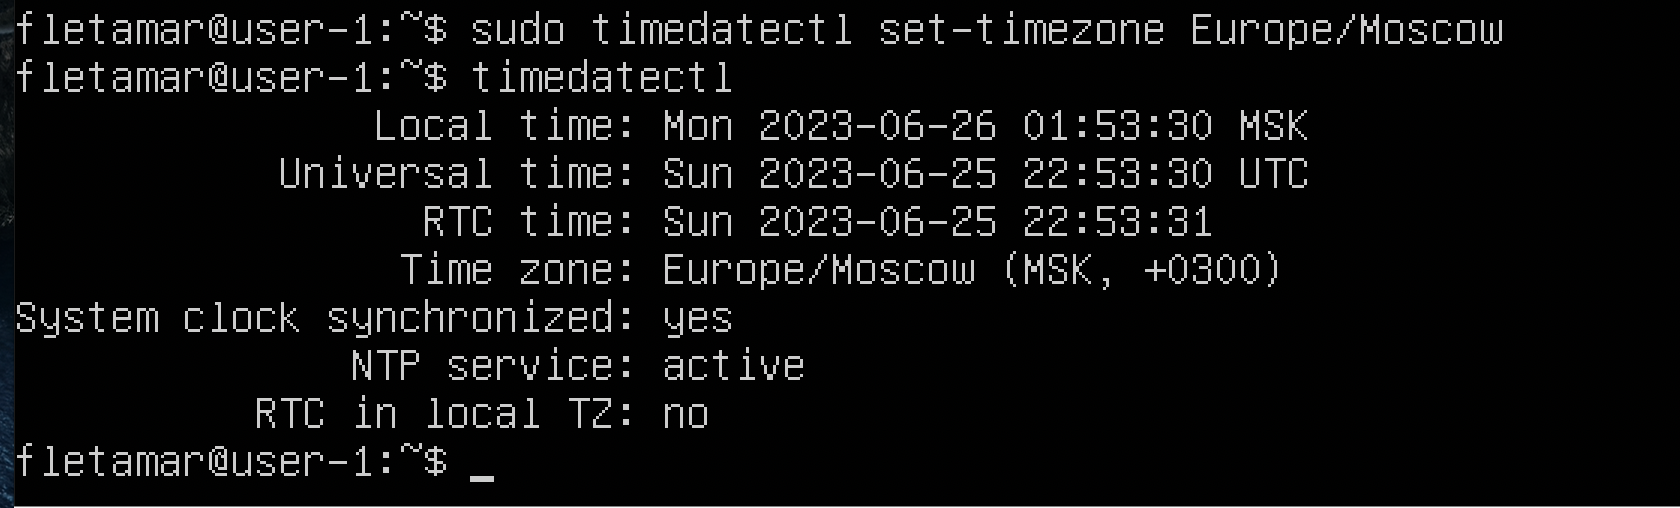 fletamar@user-1:~$ sudo timedatectl set-timezone Europe/Moscow
fletamar@user-1:~$ timedatectl
Local time: Mon 2023-06-26 01:53:30 MSK
Universal time: Sun 2023-06-25 22:53:30 UTC
RTC time: Sun 2023-06-25 22:53:31
Time zone: Europe/Moscow (MSK, +0300)
System clock synchronized: yes
NTP service: active
RTC in local TZ: no
fletamar@user-1:~$ _